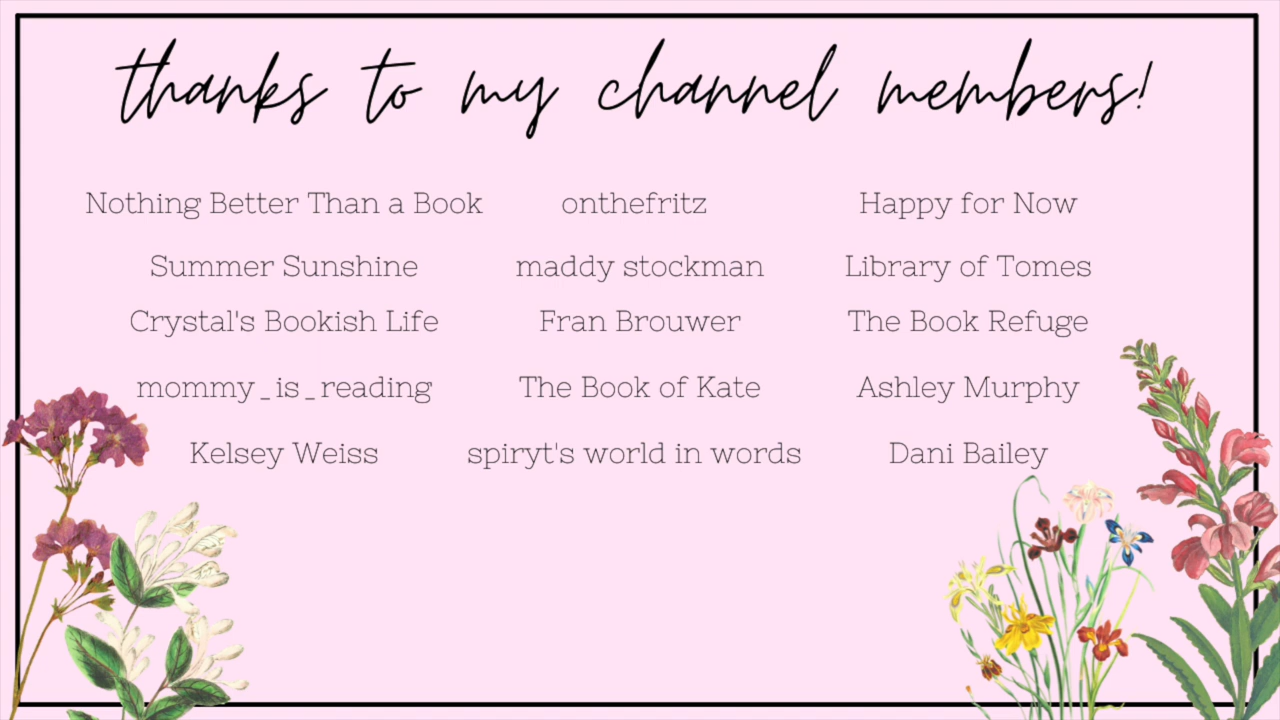 thanks to my channel members!
Nothing Better Than a Book onthefritz Happy for Now
Summer Sunshine maddy stockman Library of Tomes
Crystal's Bookish Life Fran Brouwer The Book Refuge
mommy_is_reading The Book of Kate Ashley Murphy
Kelsey Weiss spiryt's world in words Dani Bailey